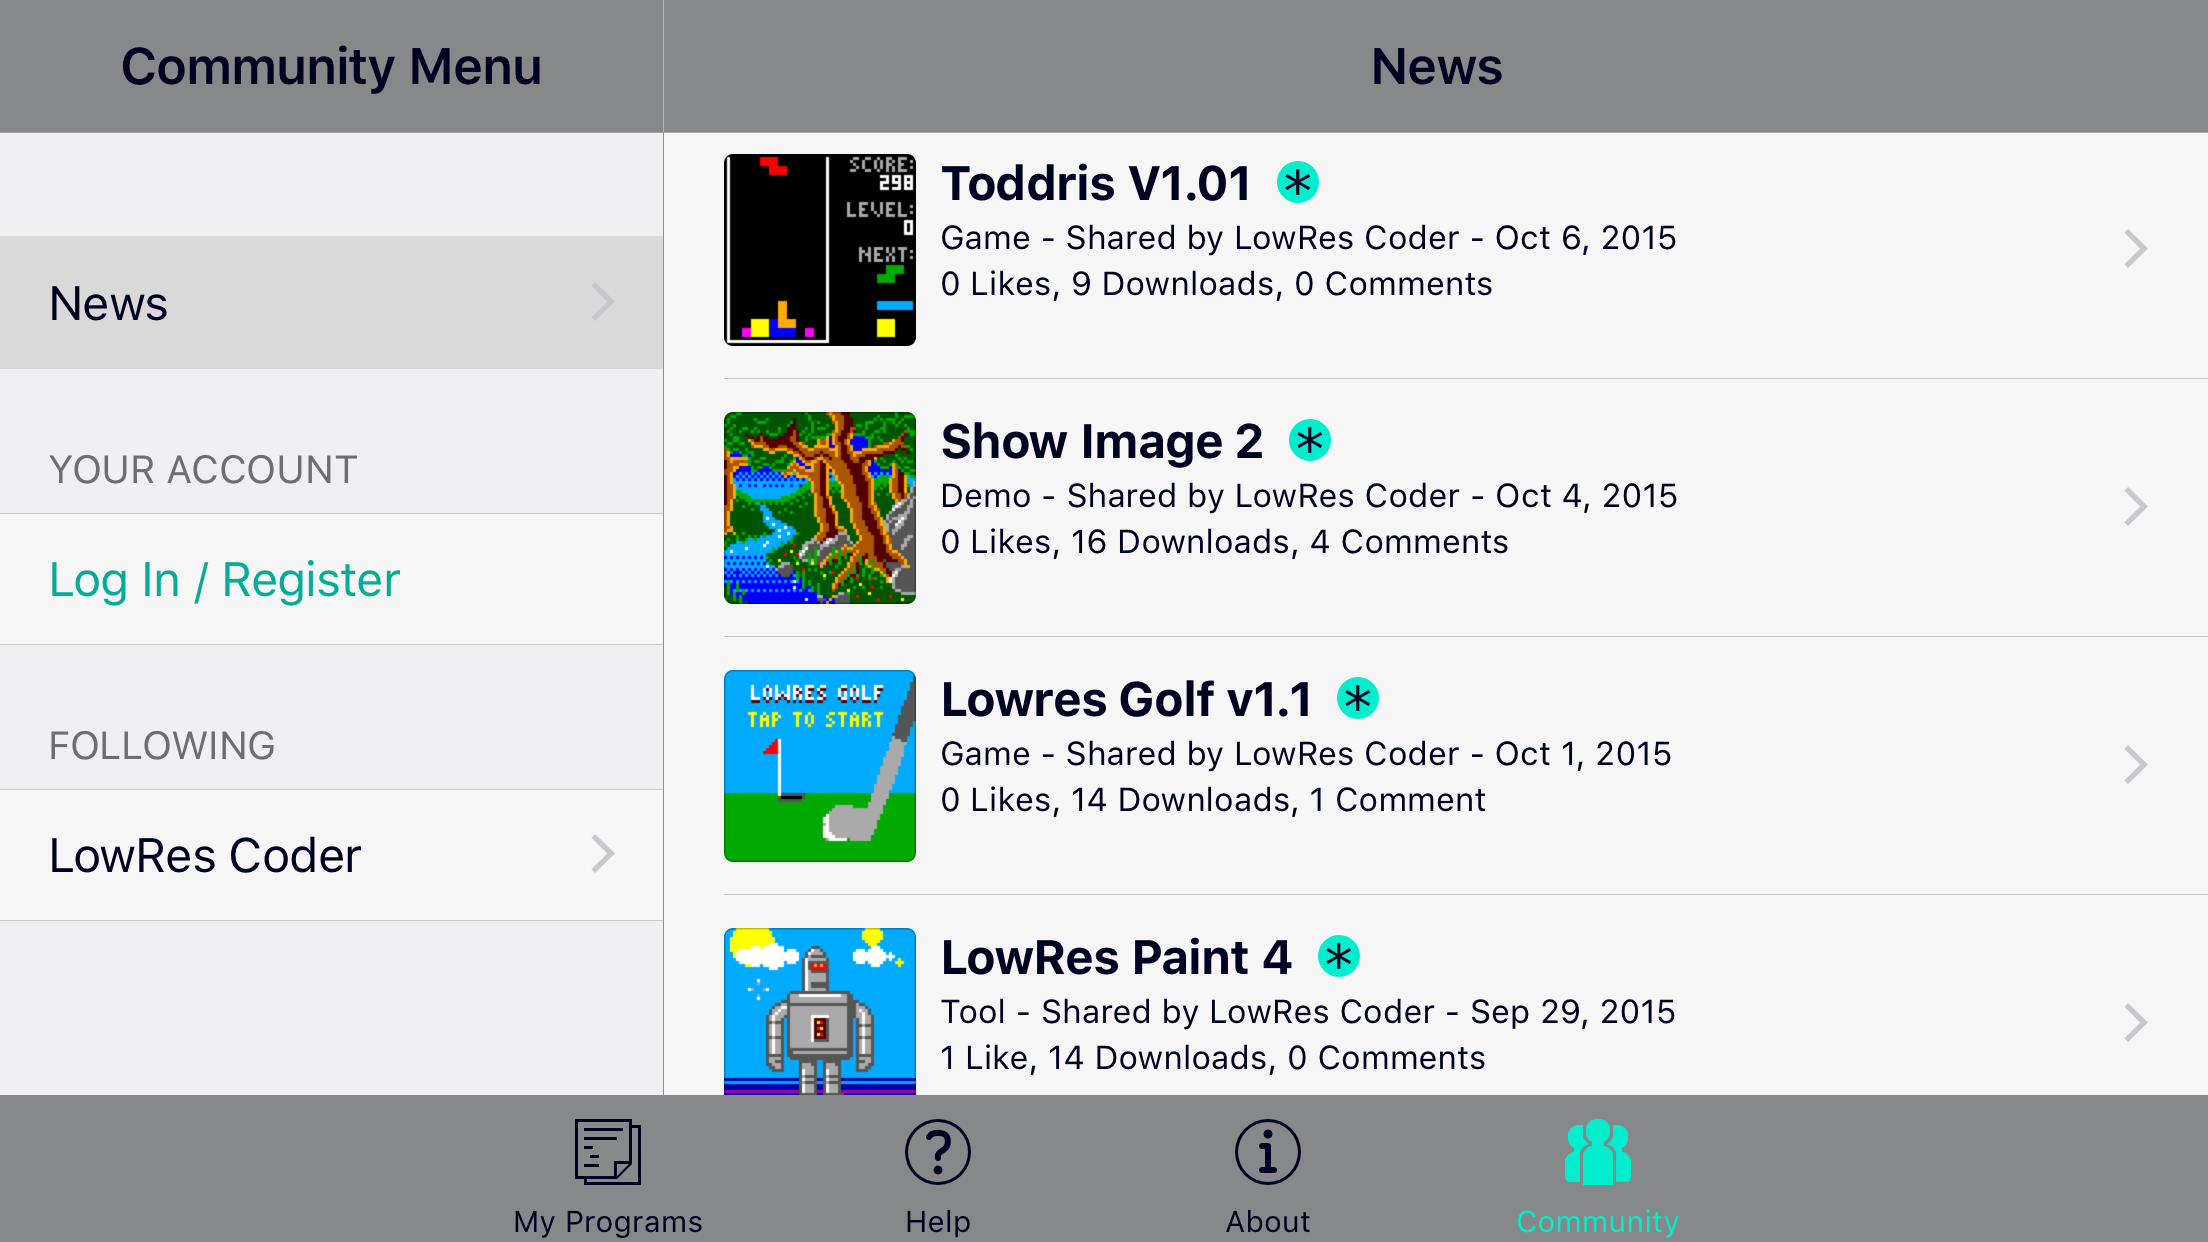 Community Menu
News
News
YOUR ACCOUNT
Log In / Register
FOLLOWING
LowRes Coder
SCORE:
298
LEVEL:
0
NEXT:
Toddris V1.01
Game - Shared by LowRes Coder - Oct 6, 2015
0 Likes, 9 Downloads, 0 Comments
Show Image 2
Demo - Shared by LowRes Coder - Oct 4, 2015
0 Likes, 16 Downloads, 4 Comments
LOWRES GOLF
TAP TO START
Lowres Golf v1.1
Game - Shared by LowRes Coder - Oct 1, 2015
0 Likes, 14 Downloads, 1 Comment
LowRes Paint 4
Tool - Shared by LowRes Coder - Sep 29, 2015
1 Like, 14 Downloads, 0 Comments
My Programs
Help
About
Community